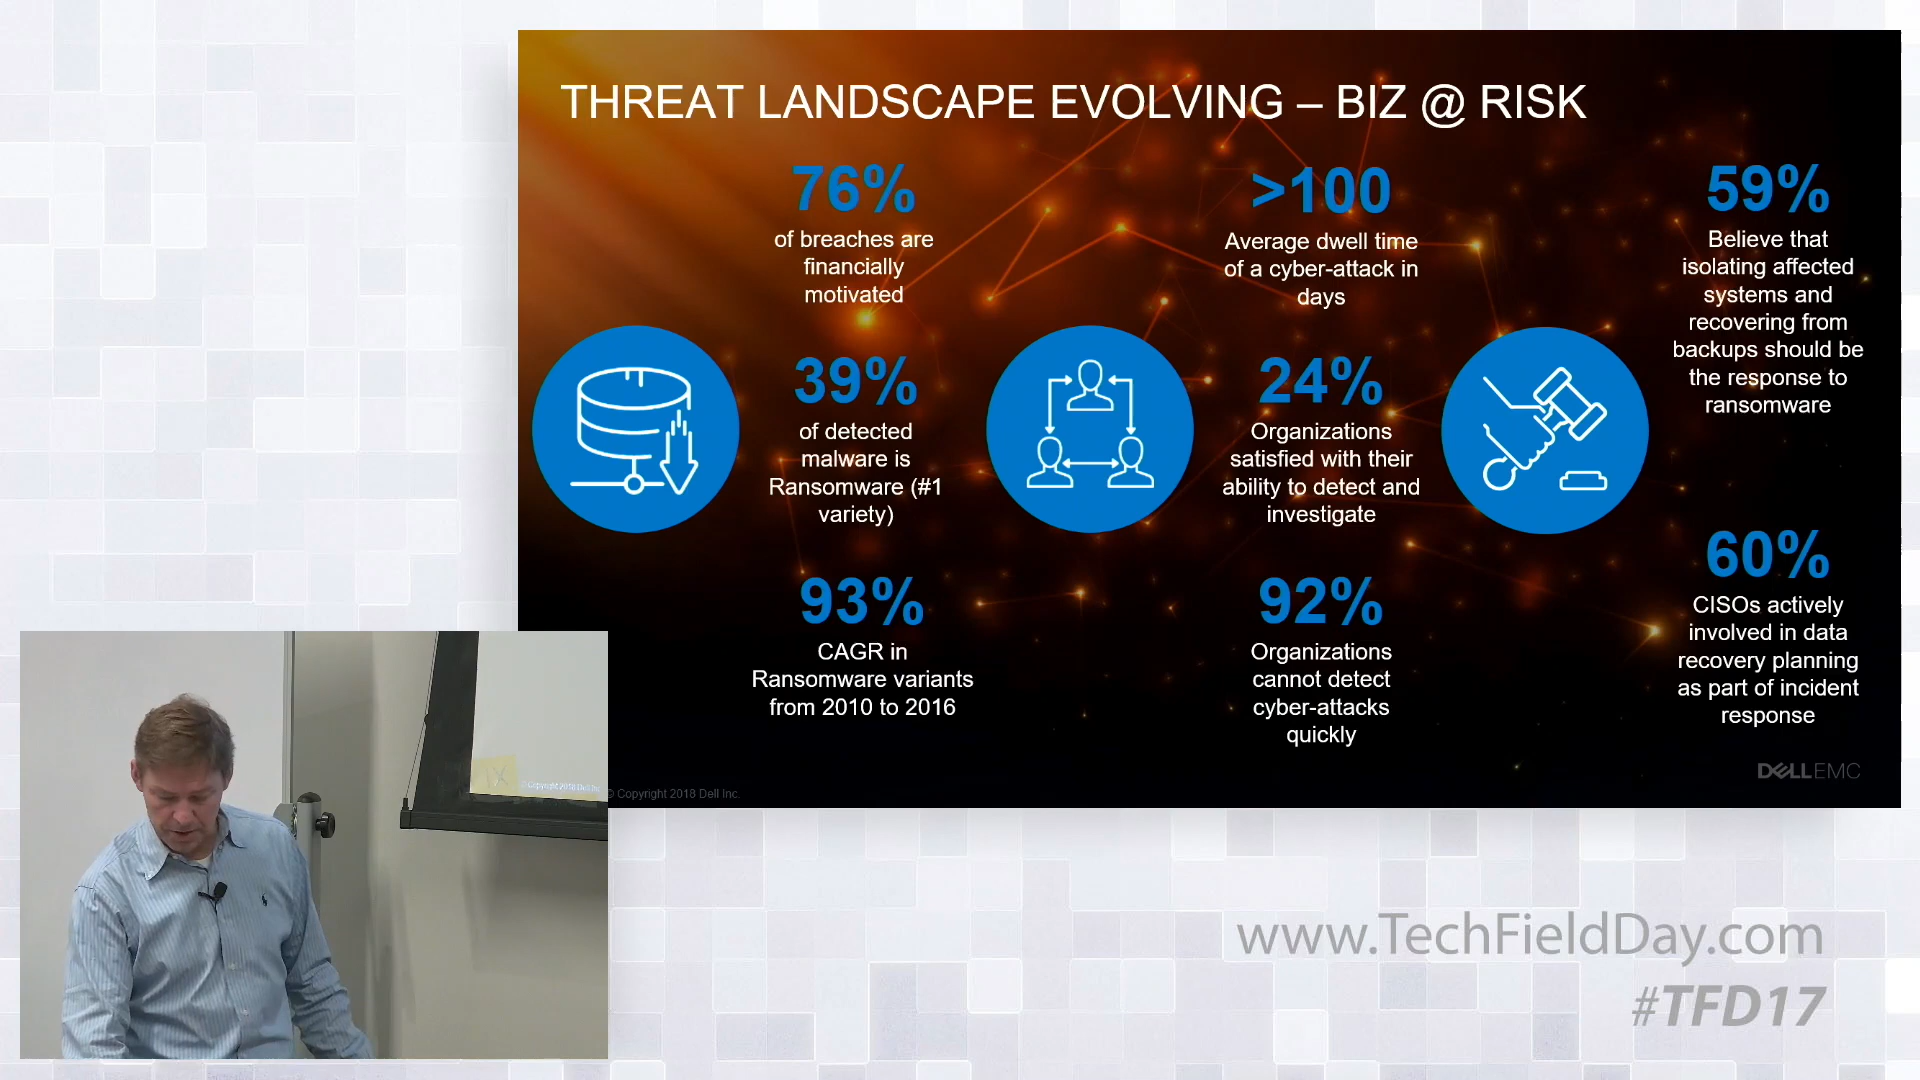 THREAT LANDSCAPE EVOLVING – BIZ @ RISK
76%
of breaches are
financially
motivated
39%
of detected
malware is
Ransomware (#1
variety)
93%
CAGR in
Ransomware variants
from 2010 to 2016
>100
Average dwell time
of a cyber-attack in
days
24%
Organizations
satisfied with their
ability to detect and
investigate
92%
Organizations
cannot detect
cyber-attacks
quickly
59%
Believe that
isolating affected
systems and
recovering from
backups should be
the response to
ransomware
60%
CISOs actively
involved in data
recovery planning
as part of incident
response
DELLEMC
© Copyright 2018 Dell Inc.
© Copyright 2018 Dell Inc.
www.TechFieldDay.com
#TFD17